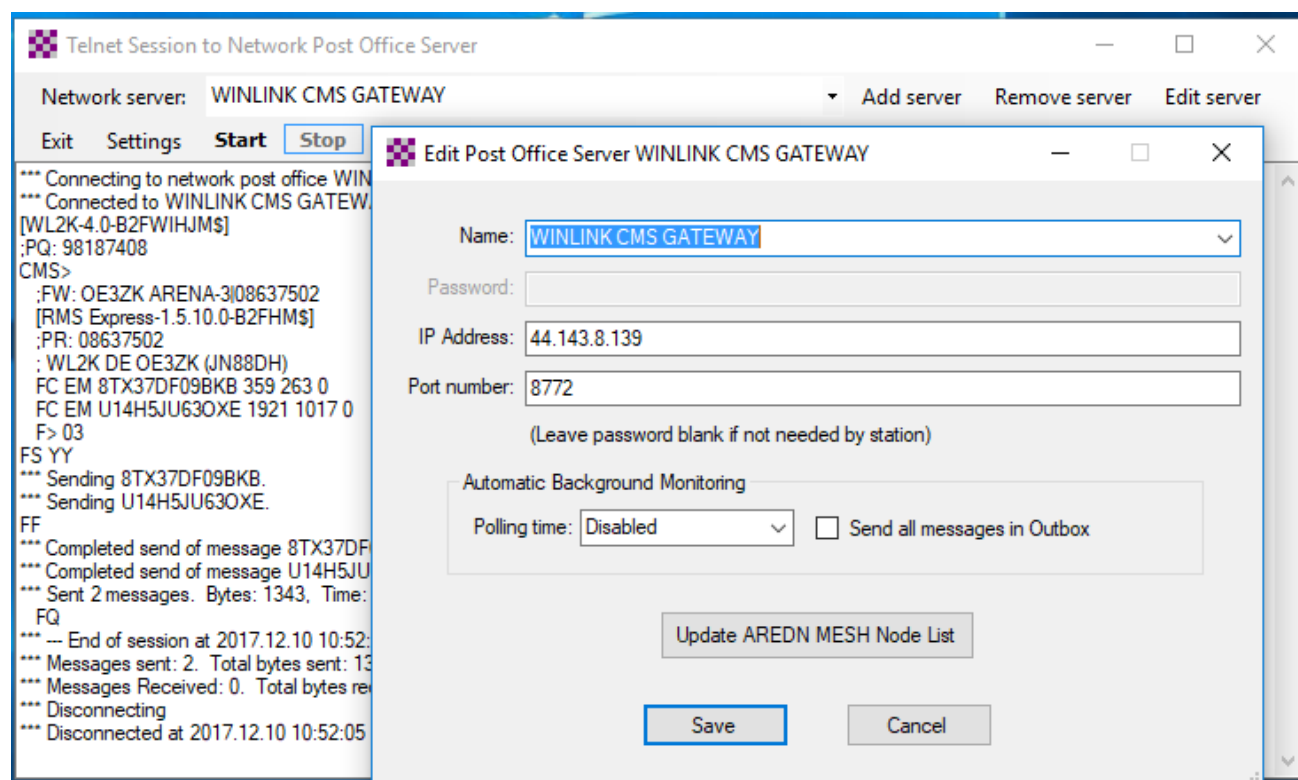 Telnet Session to Network Post Office Server
Network server: WINLINK CMS GATEWAY Add server Remove server Edit server
Exit Settings Start Stop
*** Connecting to network post office WIN
*** Connected to WINLINK CMS GATEWA
[WL2K-4.0-B2FWIHJM$]
;PQ: 98187408
CMS>
;FW: OE3ZK ARENA-3|08637502
[RMS Express-1.5.10.0-B2FHM$]
;PR: 08637502
; WL2K DE OE3ZK (JN88DH)
FC EM 8TX37DF09BKB 359 263 0
FC EM U14H5JU63OXE 1921 1017 0
F> 03
FS YY
*** Sending 8TX37DF09BKB.
*** Sending U14H5JU63OXE.
FF
*** Completed send of message 8TX37DF
*** Completed send of message U14H5JU
*** Sent 2 messages. Bytes: 1343, Time:
FQ
*** --- End of session at 2017.12.10 10:52:
*** Messages sent: 2. Total bytes sent: 13
*** Messages Received: 0. Total bytes re
*** Disconnecting
*** Disconnected at 2017.12.10 10:52:05
Edit Post Office Server WINLINK CMS GATEWAY
Name: WINLINK CMS GATEWAY
Password:
IP Address: 44.143.8.139
Port number: 8772
(Leave password blank if not needed by station)
Automatic Background Monitoring
Polling time: Disabled Send all messages in Outbox
Update AREDN MESH Node List
Save Cancel